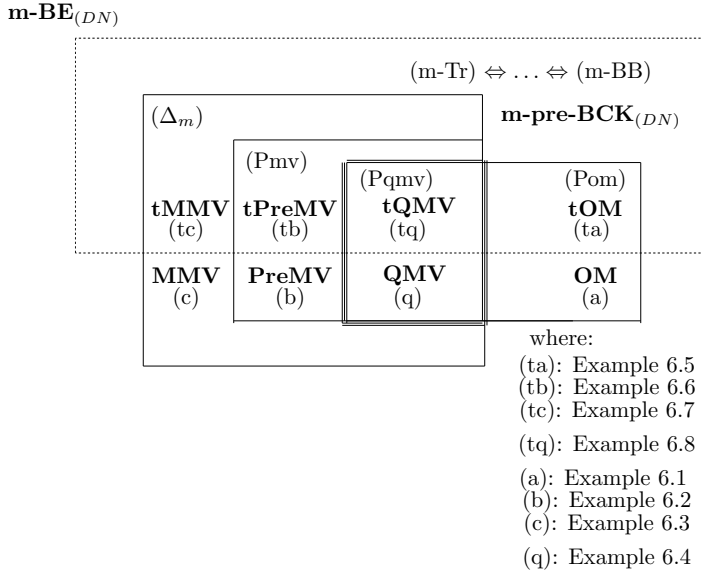 m-BE(DN)
(m-Tr) ⇔ … ⇔ (m-BB)
(Δm)
m-pre-BCK(DN)
(Pmv)
(Pqmv)
(Pom)
tMMV tPreMV tQMV tOM
(tc) (tb) (tq) (ta)
MMV PreMV QMV OM
(c) (b) (q) (a)
where:
(ta): Example 6.5
(tb): Example 6.6
(tc): Example 6.7
(tq): Example 6.8
(a): Example 6.1
(b): Example 6.2
(c): Example 6.3
(q): Example 6.4